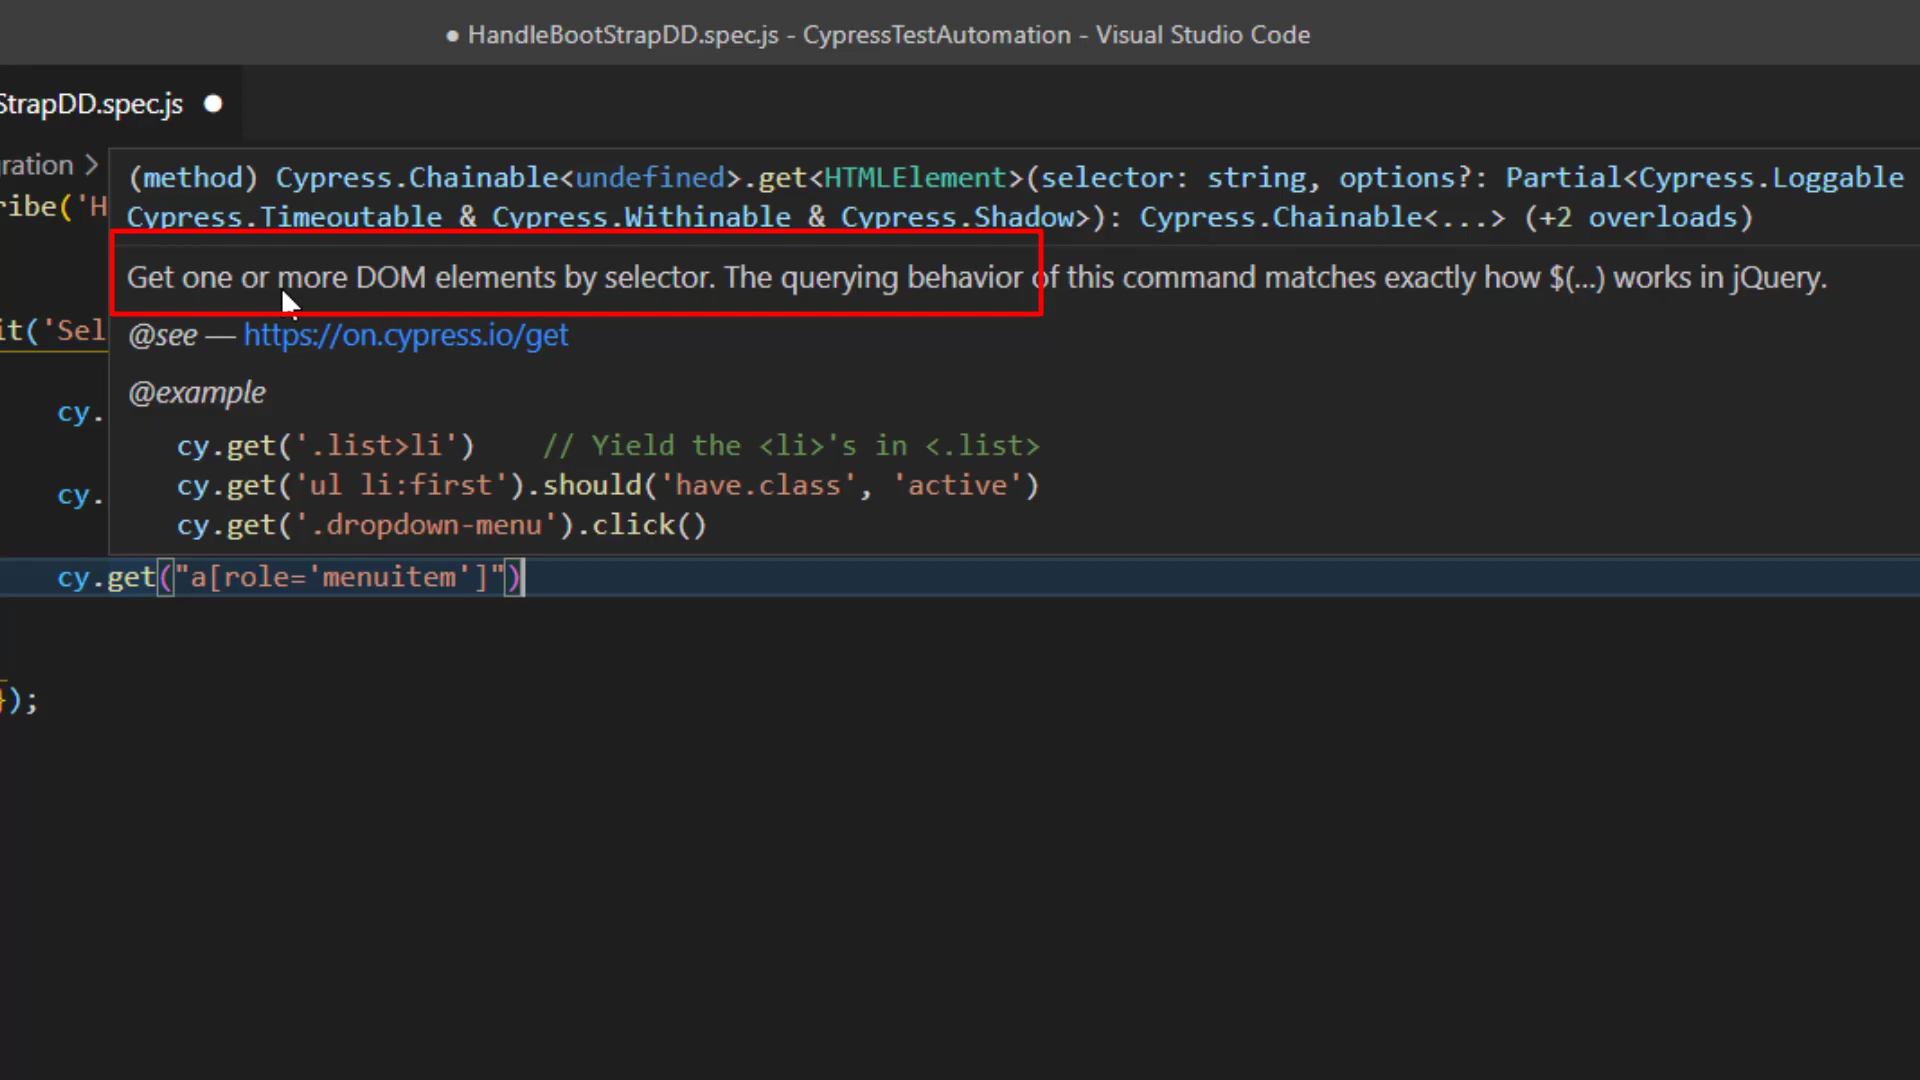 ● HandleBootStrapDD.spec.js - CypressTestAutomation - Visual Studio Code
StrapDD.spec.js ●
ration >
(method) Cypress.Chainable<undefined>.get<HTMLElement>(selector: string, options?: Partial<Cypress.Loggable
ribe('H
Cypress.Timeoutable & Cypress.Withinable & Cypress.Shadow>): Cypress.Chainable<...> (+2 overloads)
Get one or more DOM elements by selector. The querying behavior of this command matches exactly how $(...) works in jQuery.
it('Sel
@see — https://on.cypress.io/get
@example
cy.
cy.get('.list>li')    // Yield the <li>'s in <.list>
cy.
cy.get('ul li:first').should('have.class', 'active')
cy.get('.dropdown-menu').click()
cy.get("a[role='menuitem']")
});